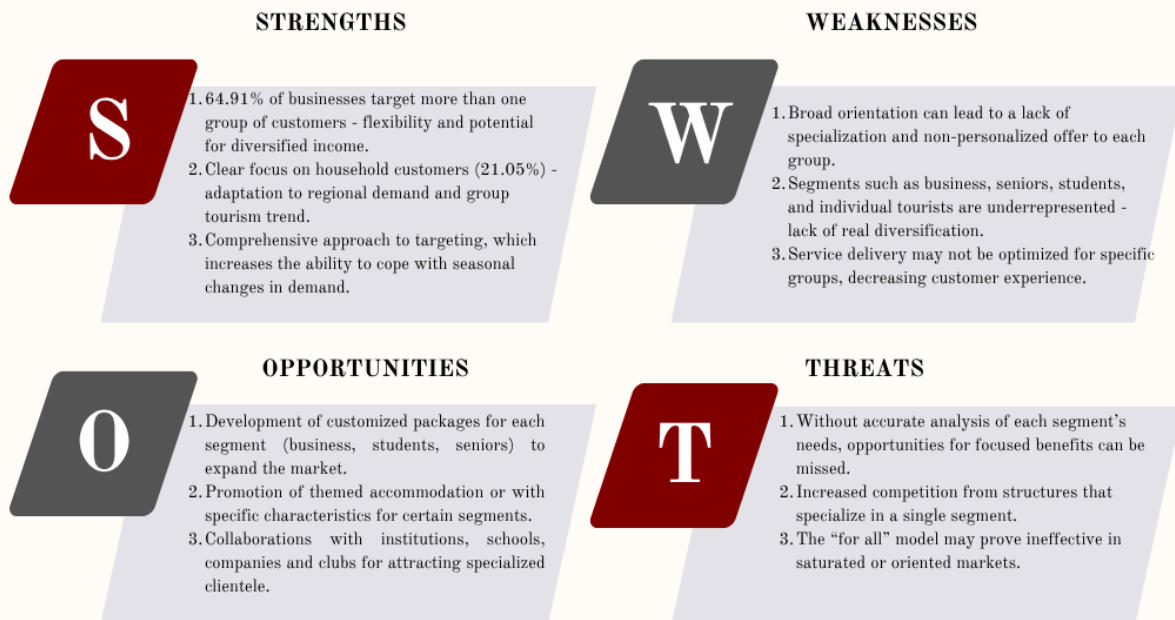 STRENGTHS
S
1. 64.91% of businesses target more than one
group of customers - flexibility and potential
for diversified income.
2. Clear focus on household customers (21.05%) -
adaptation to regional demand and group
tourism trend.
3. Comprehensive approach to targeting, which
increases the ability to cope with seasonal
changes in demand.
WEAKNESSES
W
1. Broad orientation can lead to a lack of
specialization and non-personalized offer to each
group.
2. Segments such as business, seniors, students,
and individual tourists are underrepresented -
lack of real diversification.
3. Service delivery may not be optimized for specific
groups, decreasing customer experience.
OPPORTUNITIES
O
1. Development of customized packages for each
segment (business, students, seniors) to
expand the market.
2. Promotion of themed accommodation or with
specific characteristics for certain segments.
3. Collaborations with institutions, schools,
companies and clubs for attracting specialized
clientele.
THREATS
T
1. Without accurate analysis of each segment's
needs, opportunities for focused benefits can be
missed.
2. Increased competition from structures that
specialize in a single segment.
3. The “for all” model may prove ineffective in
saturated or oriented markets.